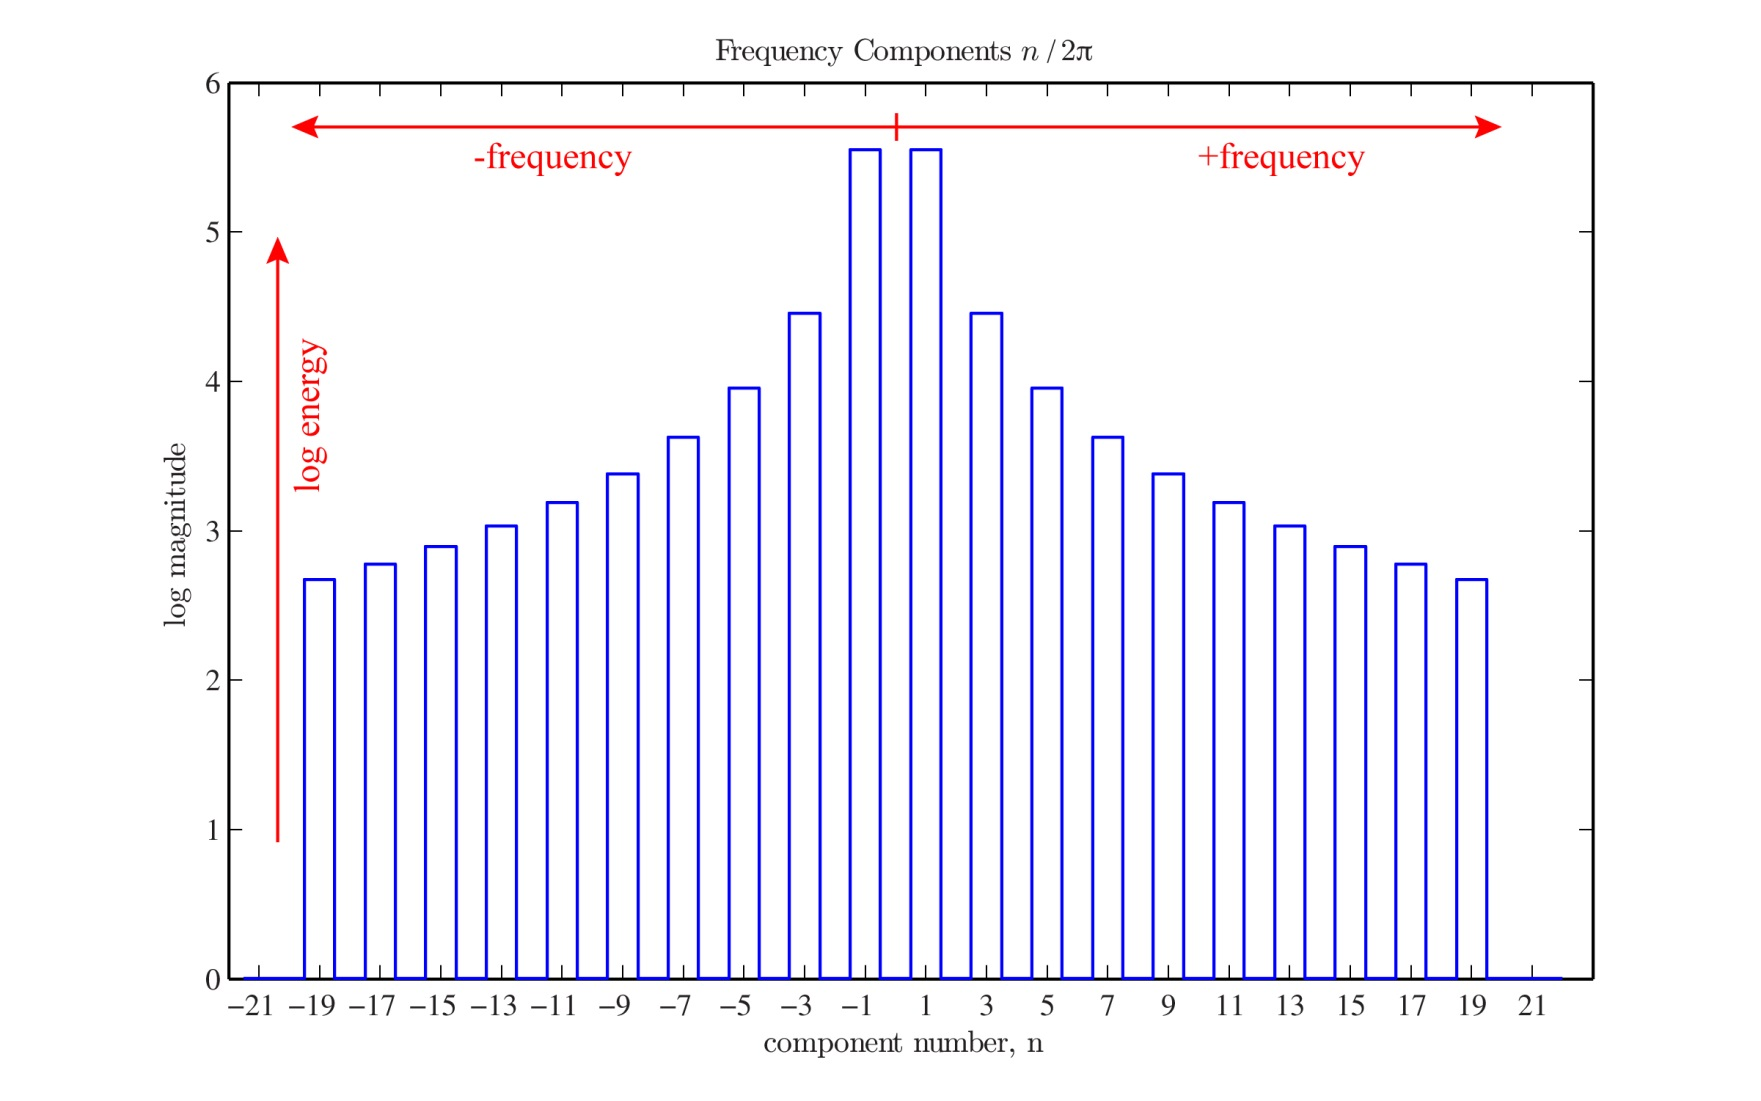 Frequency Components n / 2π
6
-frequency
+frequency
5
4
log energy
log magnitude
3
2
1
0
−21 −19 −17 −15 −13 −11 −9 −7 −5 −3 −1 1 3 5 7 9 11 13 15 17 19 21
component number, n